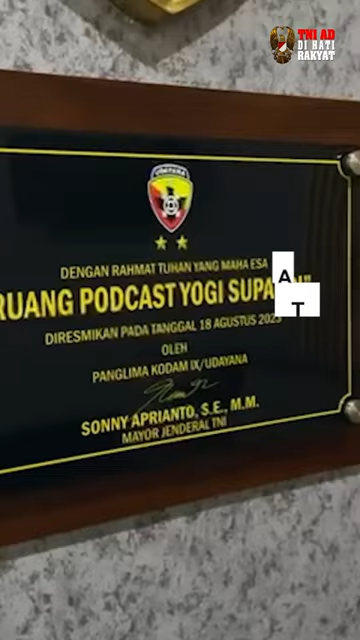 TNI AD
DI HATI
RAKYAT
UDAYANA
DENGAN RAHMAT TUHAN YANG MAHA ESA
RUANG PODCAST YOGI
DIRESMIKAN PADA TANGGAL 18 AGUSTUS 2023
OLEH
PANGLIMA KODAM IX/UDAYANA
SONNY APRIANTO, S.E., M.M.
MAYOR JENDERAL TNI
A
T